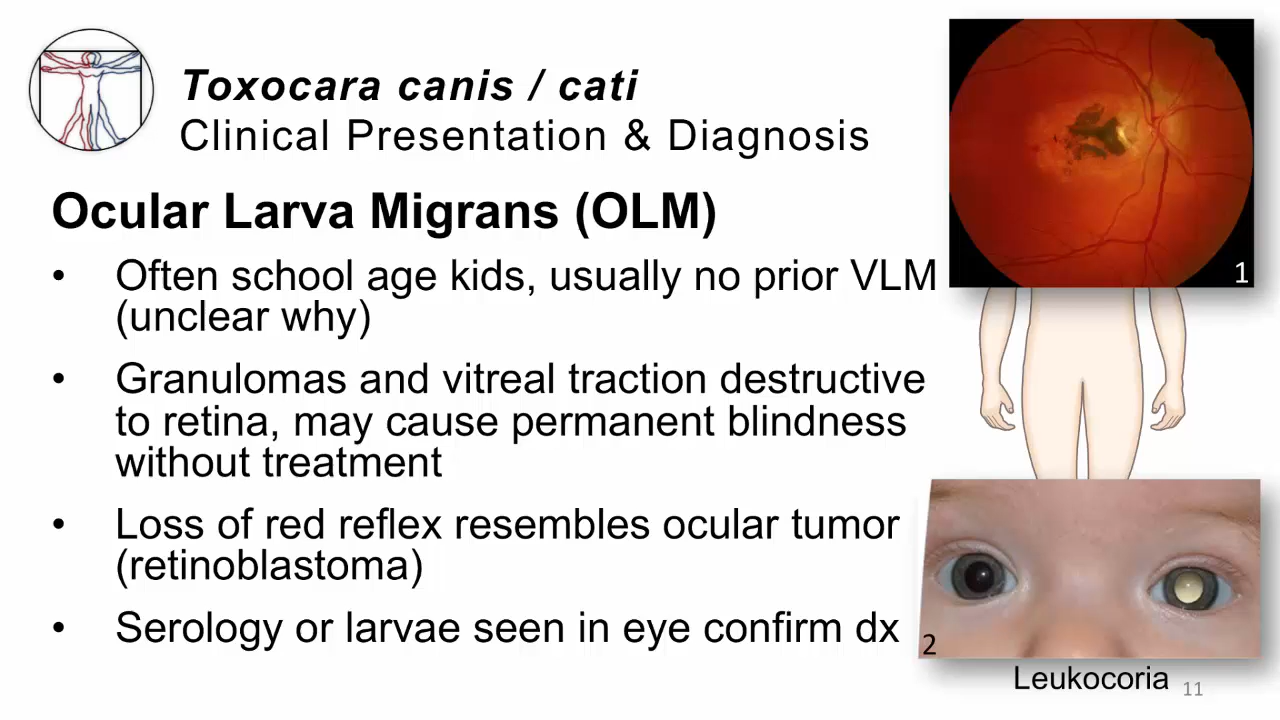 Toxocara canis / cati
Clinical Presentation & Diagnosis
Ocular Larva Migrans (OLM)
• Often school age kids, usually no prior VLM
(unclear why)
• Granulomas and vitreal traction destructive
to retina, may cause permanent blindness
without treatment
• Loss of red reflex resembles ocular tumor
(retinoblastoma)
• Serology or larvae seen in eye confirm dx
1
2
Leukocoria
11